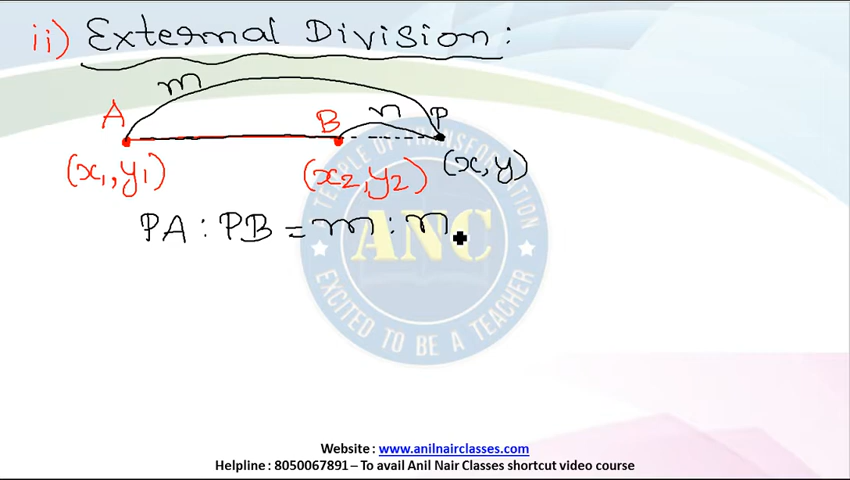 ii) External Division:
m
n
A B P
(x1,y1) (x2,y2) (x,y)
PA : PB = m : n
TEMPLE OF TRANSFORMATION
ANC
EXCITED TO BE A TEACHER
Website : www.anilnairclasses.com
Helpline : 8050067891 – To avail Anil Nair Classes shortcut video course